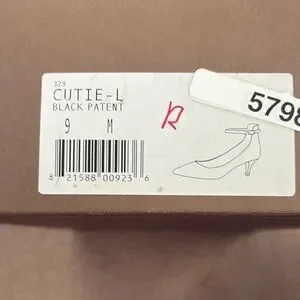 329
CUTIE-L
BLACK PATENT
9 M
R
5798
8 21588 00923 6